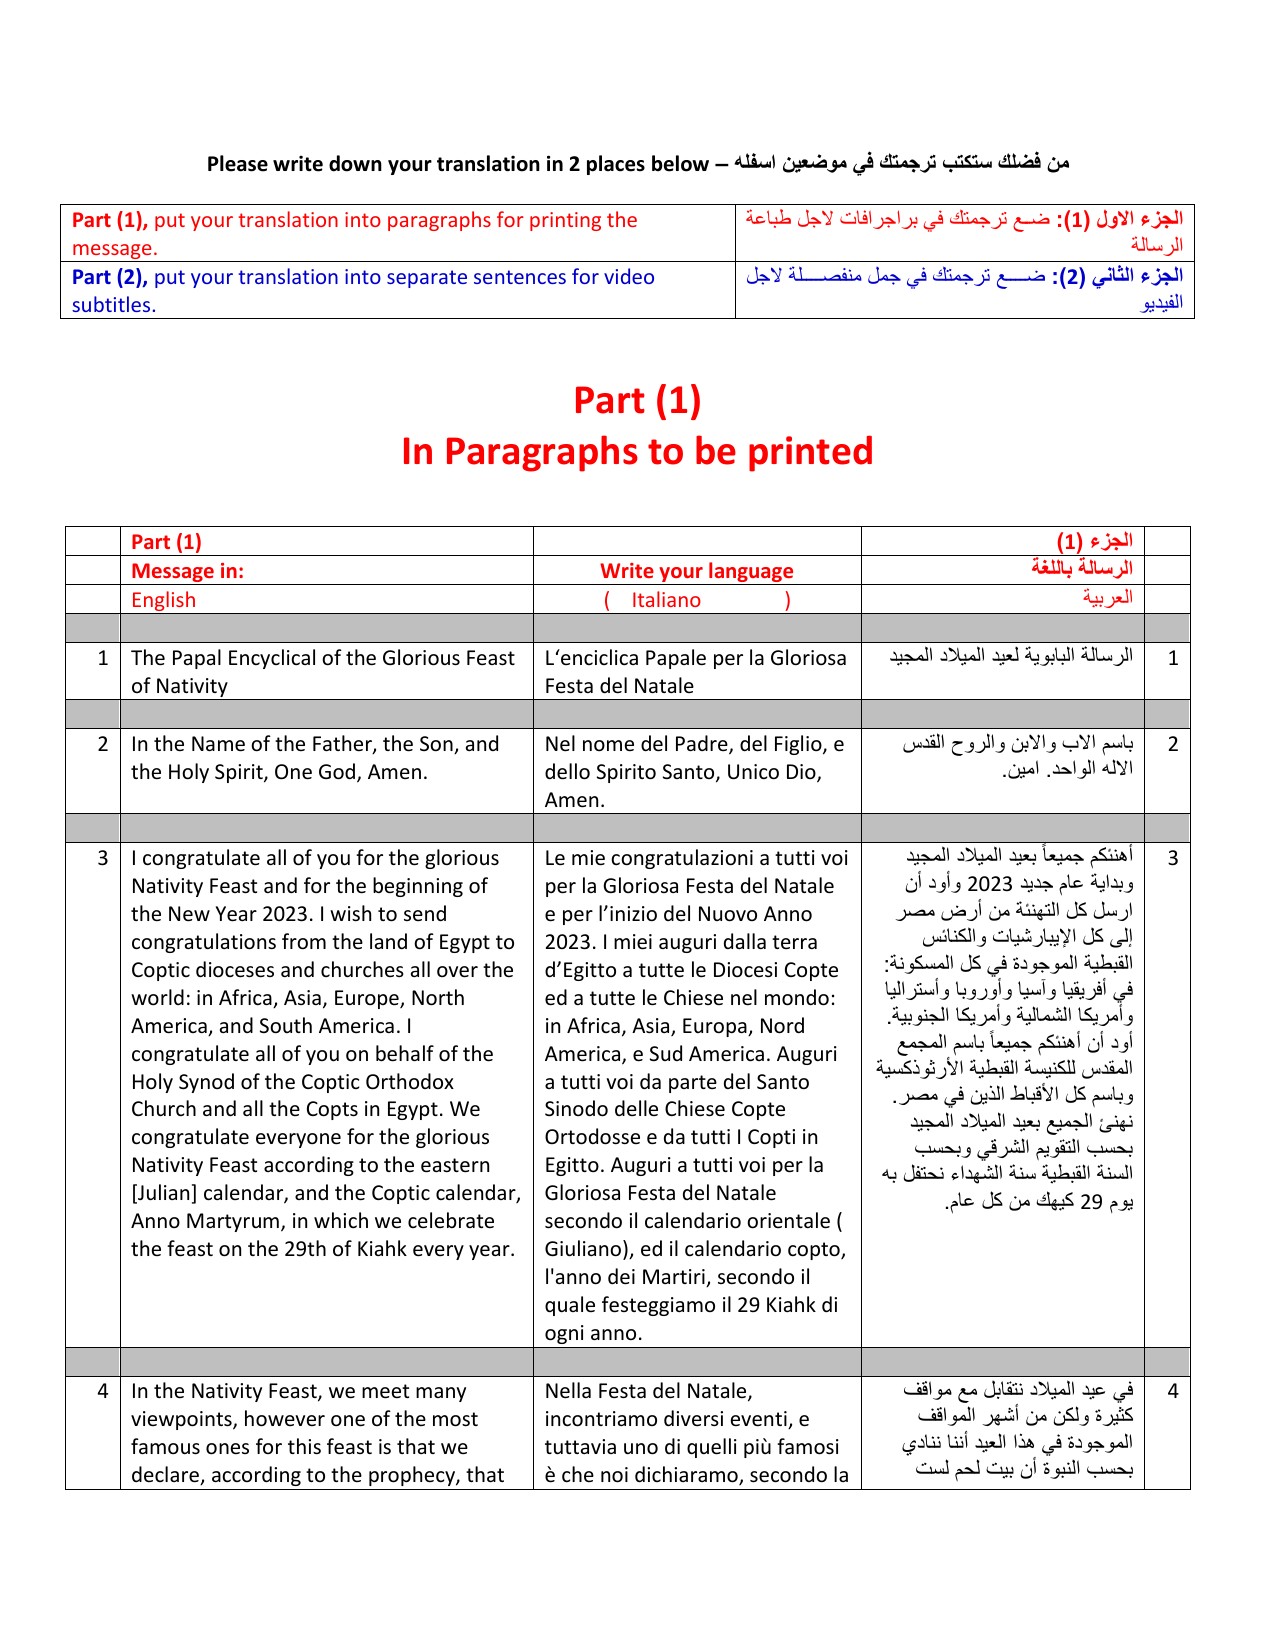 Please write down your translation in 2 places below – من فضلك ستكتب ترجمتك في موضعين اسفله
Part (1), put your translation into paragraphs for printing the
message.
الجزء الاول (1): ضع ترجمتك في براجرافات لاجل طباعة
الرسالة
Part (2), put your translation into separate sentences for video
subtitles.
الجزء الثاني (2): ضع ترجمتك في جمل منفصلة لاجل
الفيديو
Part (1)
In Paragraphs to be printed
Part (1)
الجزء (1)
Message in:
Write your language
الرسالة باللغة
English
( Italiano )
العربية
1
The Papal Encyclical of the Glorious Feast
of Nativity
L‘enciclica Papale per la Gloriosa
Festa del Natale
الرسالة البابوية لعيد الميلاد المجيد
1
2
In the Name of the Father, the Son, and
the Holy Spirit, One God, Amen.
Nel nome del Padre, del Figlio, e
dello Spirito Santo, Unico Dio,
Amen.
باسم الاب والابن والروح القدس
الاله الواحد. امين.
2
3
I congratulate all of you for the glorious
Nativity Feast and for the beginning of
the New Year 2023. I wish to send
congratulations from the land of Egypt to
Coptic dioceses and churches all over the
world: in Africa, Asia, Europe, North
America, and South America. I
congratulate all of you on behalf of the
Holy Synod of the Coptic Orthodox
Church and all the Copts in Egypt. We
congratulate everyone for the glorious
Nativity Feast according to the eastern
[Julian] calendar, and the Coptic calendar,
Anno Martyrum, in which we celebrate
the feast on the 29th of Kiahk every year.
Le mie congratulazioni a tutti voi
per la Gloriosa Festa del Natale
e per l’inizio del Nuovo Anno
2023. I miei auguri dalla terra
d’Egitto a tutte le Diocesi Copte
ed a tutte le Chiese nel mondo:
in Africa, Asia, Europa, Nord
America, e Sud America. Auguri
a tutti voi da parte del Santo
Sinodo delle Chiese Copte
Ortodosse e da tutti I Copti in
Egitto. Auguri a tutti voi per la
Gloriosa Festa del Natale
secondo il calendario orientale (
Giuliano), ed il calendario copto,
l'anno dei Martiri, secondo il
quale festeggiamo il 29 Kiahk di
ogni anno.
أهنئكم جميعاً بعيد الميلاد المجيد
وبداية عام جديد 2023 وأود أن
ارسل كل التهنئة من أرض مصر
إلى كل الإيبارشيات والكنائس
القبطية الموجودة في كل المسكونة:
في أفريقيا وآسيا وأوروبا وأستراليا
وأمريكا الشمالية وأمريكا الجنوبية.
أود أن أهنئكم جميعاً باسم المجمع
المقدس للكنيسة القبطية الأرثوذكسية
وباسم كل الأقباط الذين في مصر.
نهنئ الجميع بعيد الميلاد المجيد
بحسب التقويم الشرقي وبحسب
السنة القبطية سنة الشهداء نحتفل به
يوم 29 كيهك من كل عام.
3
4
In the Nativity Feast, we meet many
viewpoints, however one of the most
famous ones for this feast is that we
declare, according to the prophecy, that
Nella Festa del Natale,
incontriamo diversi eventi, e
tuttavia uno di quelli più famosi
è che noi dichiaramo, secondo la
في عيد الميلاد نتقابل مع مواقف
كثيرة ولكن من أشهر المواقف
الموجودة في هذا العيد أننا ننادي
بحسب النبوة أن بيت لحم لست
4